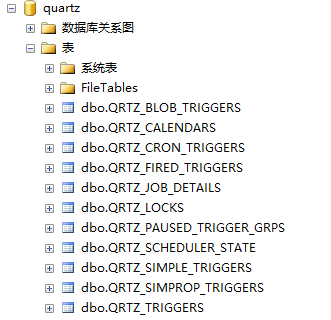 quartz
数据库关系图
表
系统表
FileTables
dbo.QRTZ_BLOB_TRIGGERS
dbo.QRTZ_CALENDARS
dbo.QRTZ_CRON_TRIGGERS
dbo.QRTZ_FIRED_TRIGGERS
dbo.QRTZ_JOB_DETAILS
dbo.QRTZ_LOCKS
dbo.QRTZ_PAUSED_TRIGGER_GRPS
dbo.QRTZ_SCHEDULER_STATE
dbo.QRTZ_SIMPLE_TRIGGERS
dbo.QRTZ_SIMPROP_TRIGGERS
dbo.QRTZ_TRIGGERS